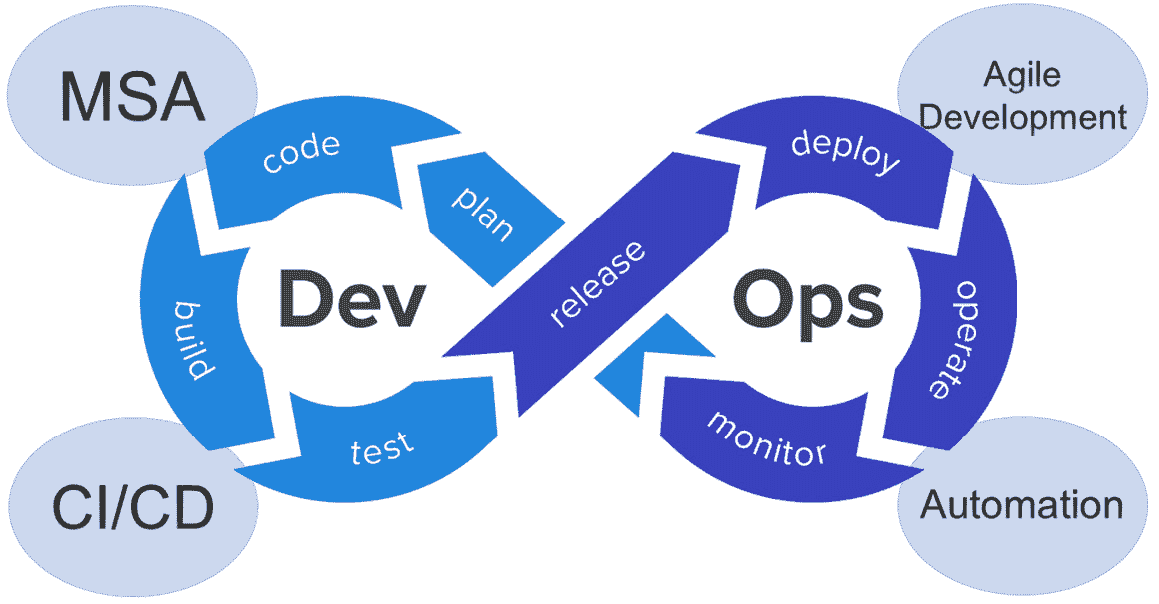 MSA
Agile
Development
code
plan
build
test
Dev
release
Ops
deploy
operate
monitor
CI/CD
Automation